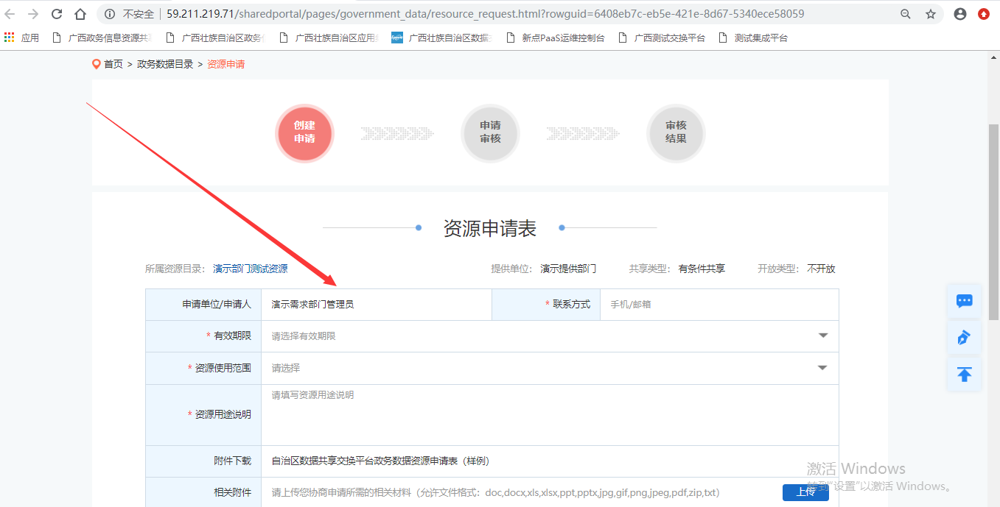 不安全 59.211.219.71/sharedportal/pages/government_data/resource_request.html?rowguid=6408eb7c-eb5e-421e-8d67-5340ece58059
应用 广西政务信息资源共享 广西壮族自治区政务 广西壮族自治区应用 广西壮族自治区数据 新点PaaS运维控制台 广西测试交换平台 测试集成平台
首页 > 政务数据目录 > 资源申请
创建 申请 审核
申请 审核 结果
资源申请表
所属资源目录: 演示部门测试资源 提供单位: 演示提供部门 共享类型: 有条件共享 开放类型: 不开放
申请单位/申请人 演示需求部门管理员 * 联系方式 手机/邮箱
* 有效期限 请选择有效期限
* 资源使用范围 请选择
请填写资源用途说明
* 资源用途说明
附件下载 自治区数据共享交换平台政务数据资源申请表（样例）
相关附件 请上传您协商申请所需的相关材料（允许文件格式：doc,docx,xls,xlsx,ppt,pptx,jpg,gif,png,jpeg,pdf,zip,txt） 上传
激活 Windows
转到"设置"以激活 Windows。